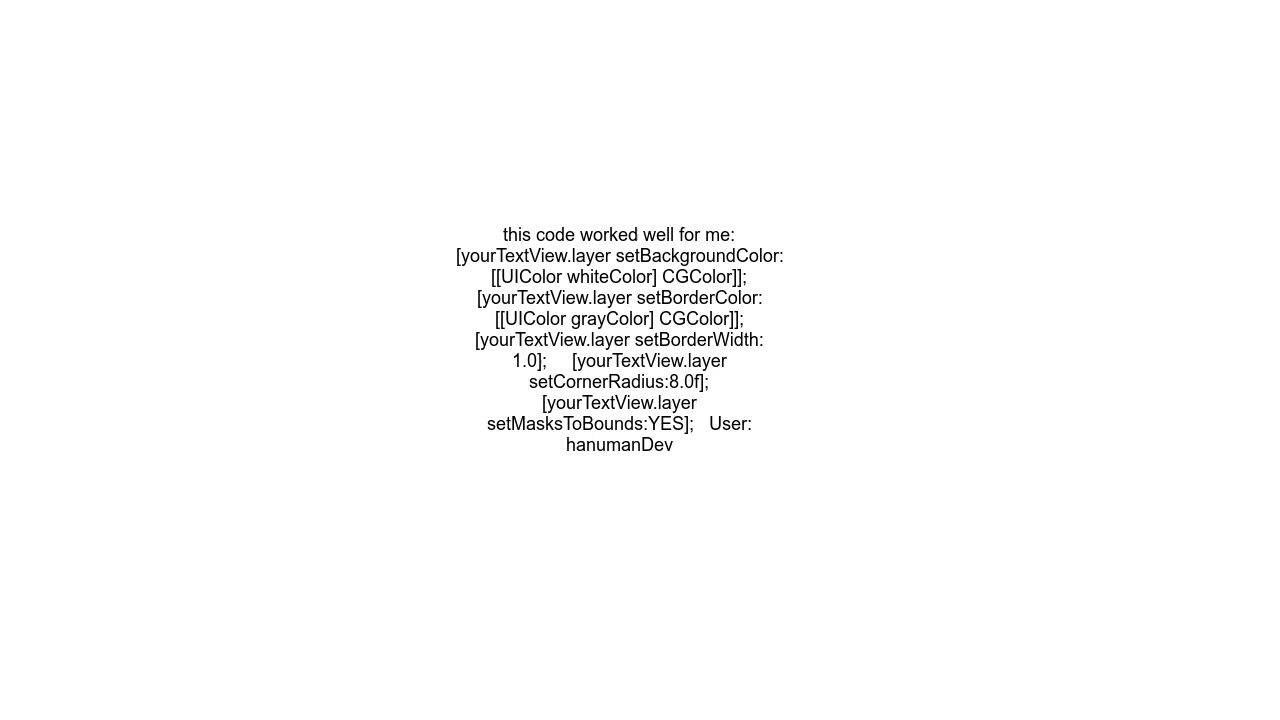 this code worked well for me:
[yourTextView.layer setBackgroundColor:
[[UIColor whiteColor] CGColor]];
[yourTextView.layer setBorderColor:
[[UIColor grayColor] CGColor]];
[yourTextView.layer setBorderWidth:
1.0];     [yourTextView.layer
setCornerRadius:8.0f];
[yourTextView.layer
setMasksToBounds:YES];   User:
hanumanDev